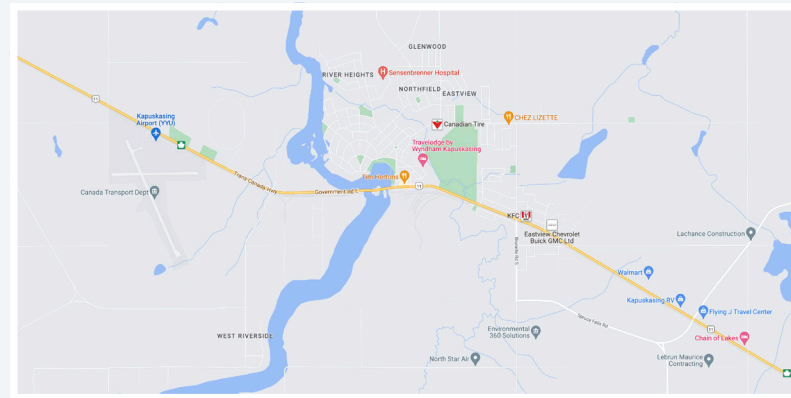 GLENWOOD
Sensenbrenner Hospital
RIVER HEIGHTS
NORTHFIELD
EASTVIEW
11
Kapuskasing
Airport (YYU)
CHEZ LIZETTE
Canadian Tire
Travelodge by
Wyndham Kapuskasing
Trans-Canada Hwy
Tim Hortons
Canada Transport Dept
Government Rd
11
KFC
Eastview Chevrolet
Buick GMC Ltd
Lachance Construction
Walmart
Kapuskasing RV
Flying J Travel Center
Spruce Falls Rd
Environmental
360 Solutions
11
WEST RIVERSIDE
Chain of Lakes
North Star Air
Lebrun Maurice
Contracting